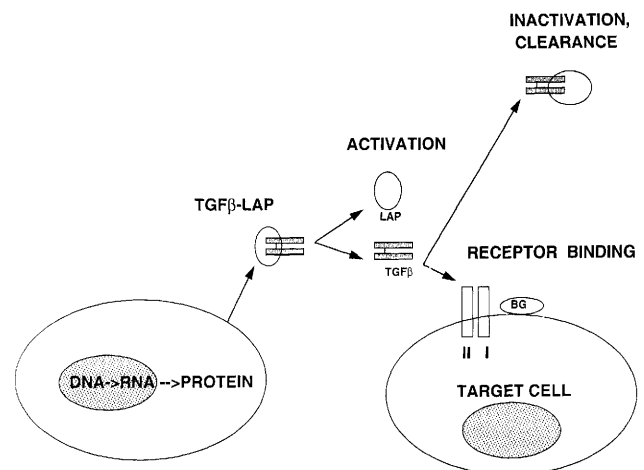 INACTIVATION,
CLEARANCE
ACTIVATION
LAP
TGFβ-LAP
TGFβ
RECEPTOR BINDING
BG
II I
DNA->RNA -->PROTEIN
TARGET CELL